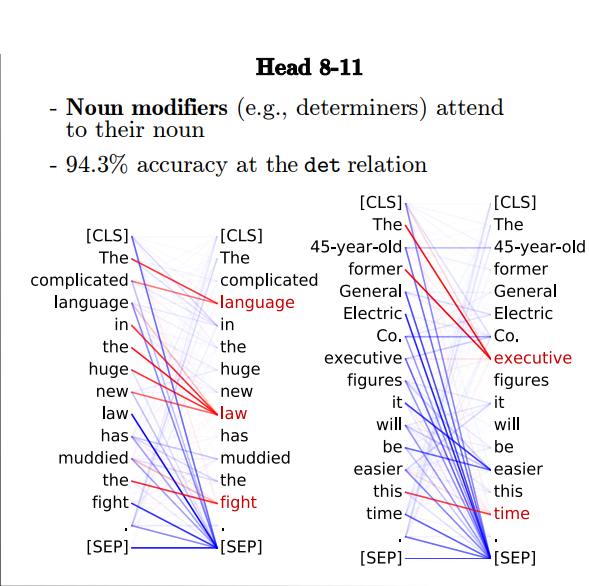 Head 8-11
- Noun modifiers (e.g., determiners) attend
to their noun
- 94.3% accuracy at the det relation
[CLS] [CLS]
The The
complicated complicated
language language
in in
the the
huge huge
new new
law law
has has
muddied muddied
the the
fight fight
. .
[SEP] [SEP]
[CLS] [CLS]
The The
45-year-old 45-year-old
former former
General General
Electric Electric
Co. Co.
executive executive
figures figures
it it
will will
be be
easier easier
this this
time time
. .
[SEP] [SEP]